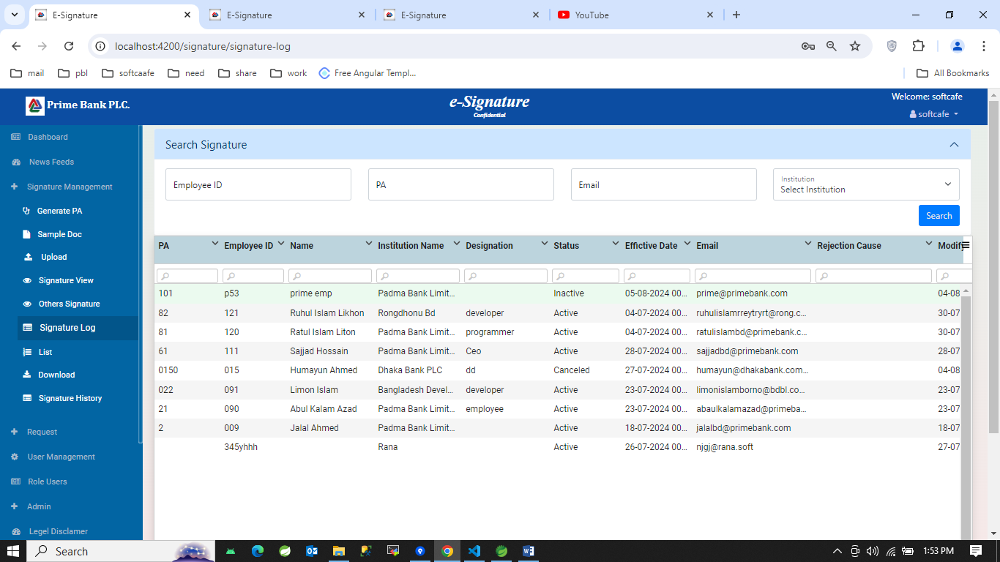 E-Signature
E-Signature
E-Signature
YouTube
localhost:4200/signature/signature-log
mail
pbl
softcaafe
need
share
work
Free Angular Templ...
All Bookmarks
Prime Bank PLC.
e-Signature
Confidential
Welcome: softcafe
softcafe
Dashboard
News Feeds
Signature Management
Generate PA
Sample Doc
Upload
Signature View
Others Signature
Signature Log
List
Download
Signature History
Request
User Management
Role Users
Admin
Legel Disclamer
Search Signature
Employee ID
PA
Email
Institution
Select Institution
Search
PA Employee ID Name Institution Name Designation Status Effictive Date Email Rejection Cause Modify
101 p53 prime emp Padma Bank Limit... Inactive 05-08-2024 00... prime@primebank.com 04-08
82 121 Ruhul Islam Likhon Rongdhonu Bd developer Active 04-07-2024 00... ruhulislamrreytryrt@rong.c... 30-07
81 120 Ratul Islam Liton Padma Bank Limit... programmer Active 04-07-2024 00... ratulislambd@primebank.c... 30-07
61 111 Sajjad Hossain Padma Bank Limit... Ceo Active 28-07-2024 00... sajjadbd@primebank.com 28-07
0150 015 Humayun Ahmed Dhaka Bank PLC dd Canceled 27-07-2024 00... humayun@dhakabank.com... 04-08
022 091 Limon Islam Bangladesh Devel... developer Active 23-07-2024 00... limonislamborno@bdbl.co... 23-07
21 090 Abul Kalam Azad Padma Bank Limit... employee Active 23-07-2024 00... abaulkalamazad@primeba... 23-07
2 009 Jalal Ahmed Padma Bank Limit... Active 18-07-2024 00... jalalbd@primebank.com 18-07
345yhhh Rana Active 26-07-2024 00... njgj@rana.soft 27-07
Search
1:53 PM